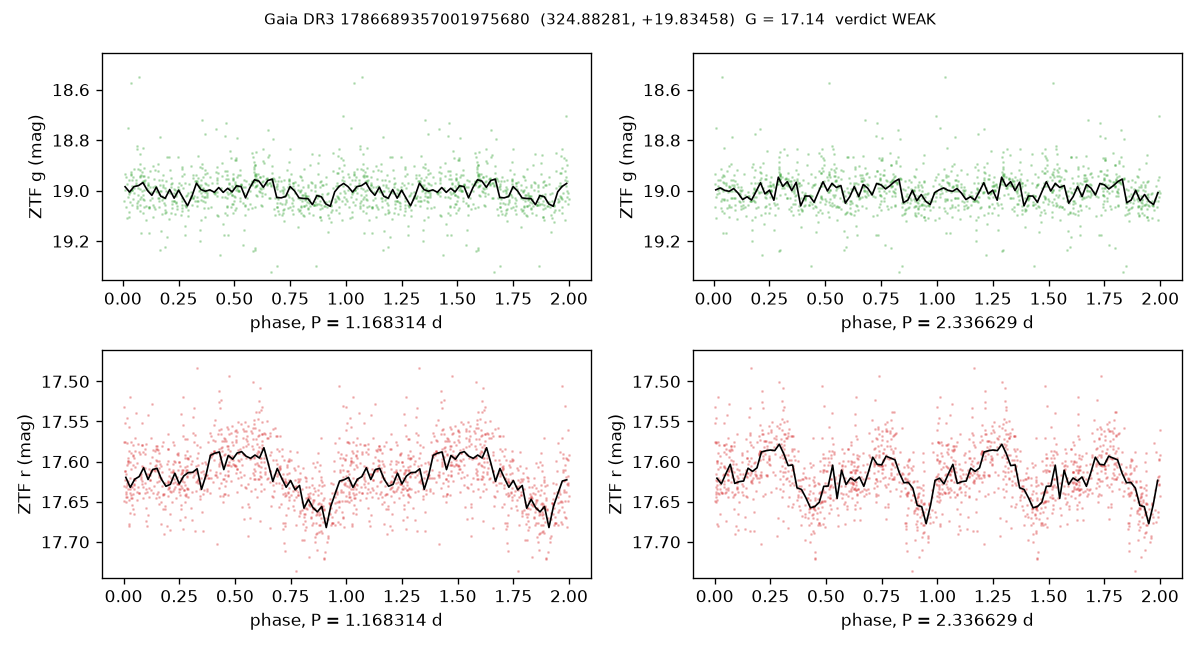 Gaia DR3 1786689357001975680 (324.88281, +19.83458) G = 17.14 verdict WEAK
ZTF g (mag)
18.6
18.8
19.0
19.2
0.00 0.25 0.50 0.75 1.00 1.25 1.50 1.75 2.00
phase, P = 1.168314 d
ZTF g (mag)
18.6
18.8
19.0
19.2
0.00 0.25 0.50 0.75 1.00 1.25 1.50 1.75 2.00
phase, P = 2.336629 d
ZTF r (mag)
17.50
17.55
17.60
17.65
17.70
0.00 0.25 0.50 0.75 1.00 1.25 1.50 1.75 2.00
phase, P = 1.168314 d
ZTF r (mag)
17.50
17.55
17.60
17.65
17.70
0.00 0.25 0.50 0.75 1.00 1.25 1.50 1.75 2.00
phase, P = 2.336629 d